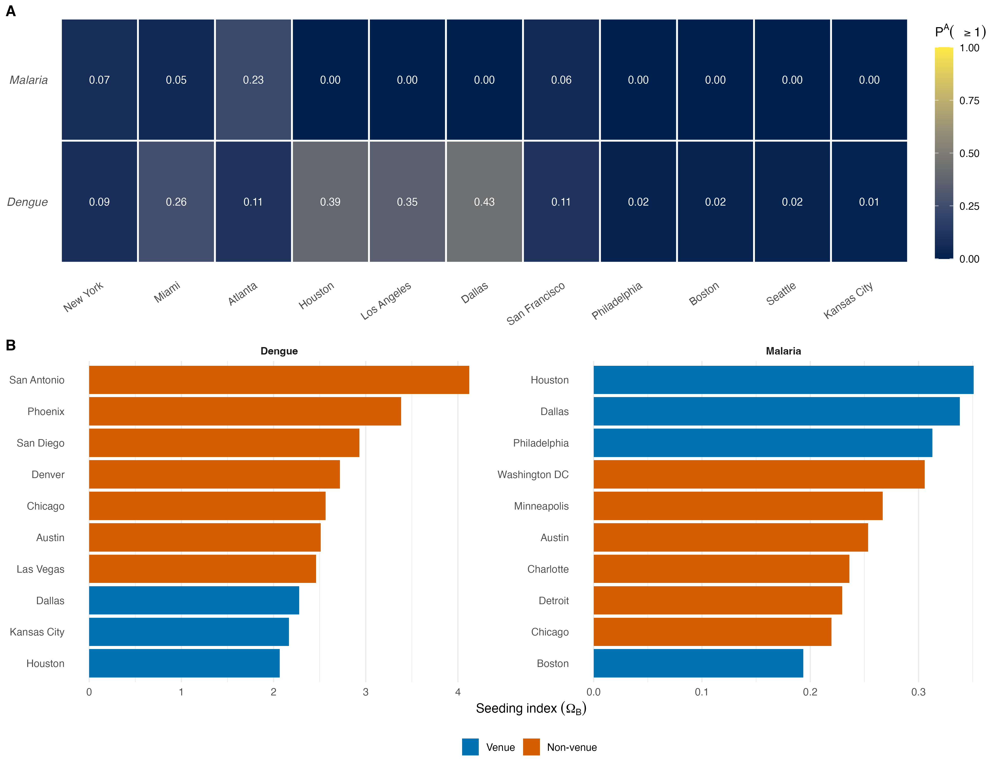 A
P^A( ≥ 1)
1.00
0.75
0.50
0.25
0.00
Malaria
0.07 0.05 0.23 0.00 0.00 0.00 0.06 0.00 0.00 0.00 0.00
Dengue
0.09 0.26 0.11 0.39 0.35 0.43 0.11 0.02 0.02 0.02 0.01
New York Miami Atlanta Houston Los Angeles Dallas San Francisco Philadelphia Boston Seattle Kansas City
B
Dengue
San Antonio
Phoenix
San Diego
Denver
Chicago
Austin
Las Vegas
Dallas
Kansas City
Houston
0 1 2 3 4
Malaria
Houston
Dallas
Philadelphia
Washington DC
Minneapolis
Austin
Charlotte
Detroit
Chicago
Boston
0.0 0.1 0.2 0.3
Seeding index (Ω_B)
Venue Non-venue